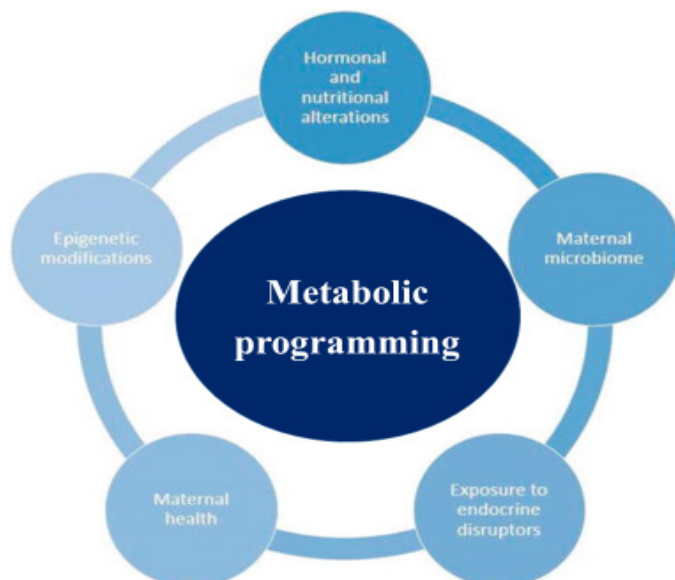 Hormonal
and
nutritional
alterations
Epigenetic
modifications
Maternal
microbiome
Metabolic
programming
Maternal
health
Exposure to
endocrine
disruptors